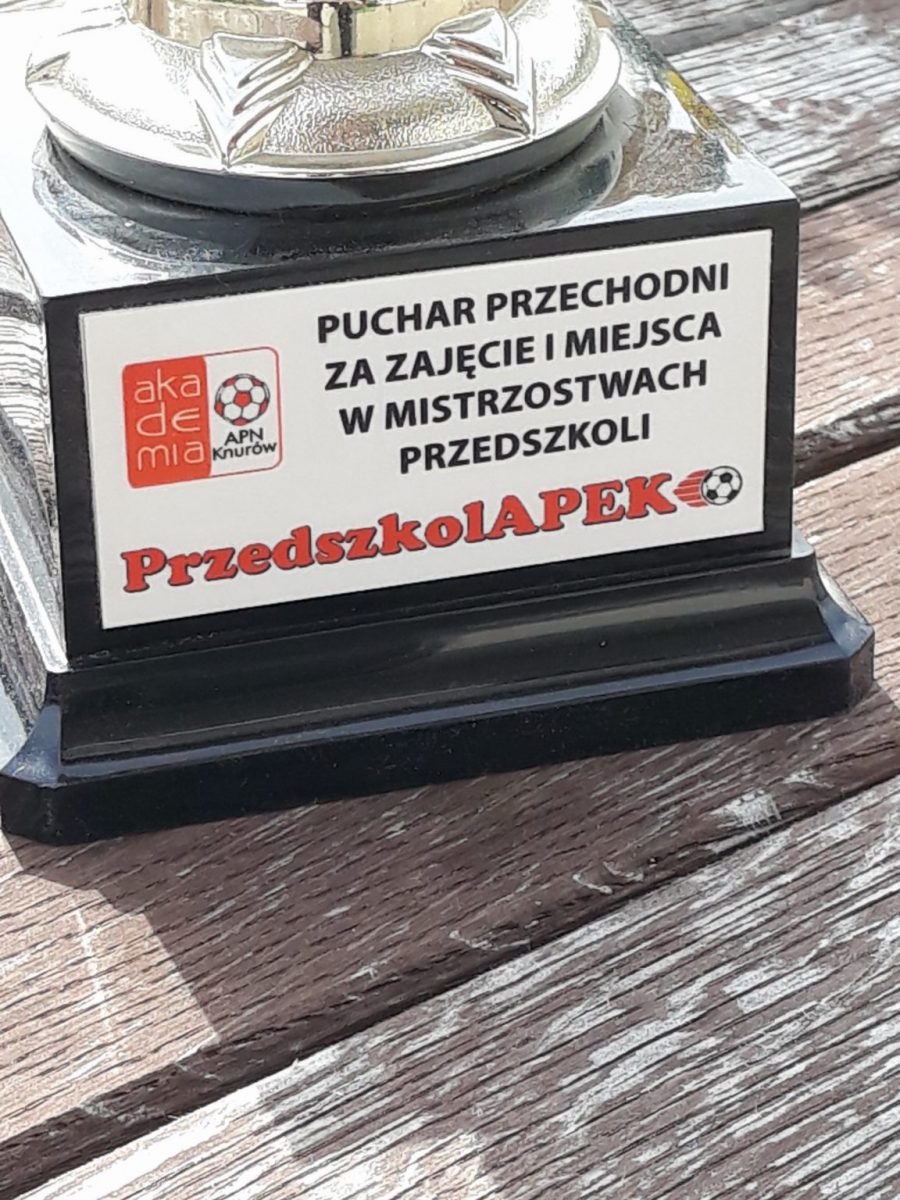 PUCHAR PRZECHODNI
ZA ZAJĘCIE I MIEJSCA
W MISTRZOSTWACH
PRZEDSZKOLI
aka
de
mia
APN
Knurów
PrzedszkolAPEK